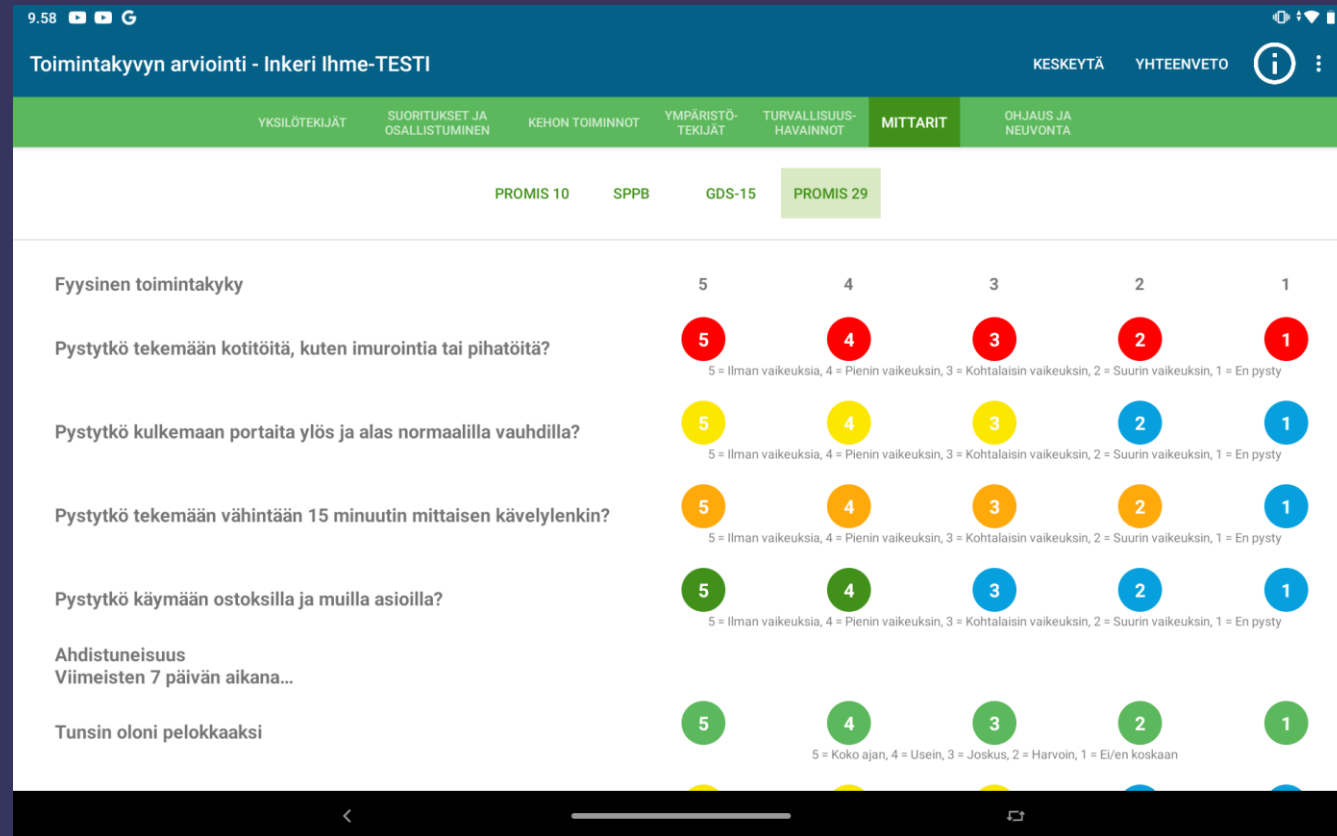 9.58
Toimintakyvyn arviointi - Inkeri Ihme-TESTI
KESKEYTÄ YHTEENVETO
YKSILÖTEKIJÄT
SUORITUKSET JA
OSALLISTUMINEN
KEHON TOIMINNOT
YMPÄRISTÖ-
TEKIJÄT
TURVALLISUUS-
HAVAINNOT
MITTARIT
OHJAUS JA
NEUVONTA
PROMIS 10 SPPB GDS-15 PROMIS 29
Fyysinen toimintakyky 5 4 3 2 1
Pystytkö tekemään kotitöitä, kuten imurointia tai pihatöitä? 5 4 3 2 1
5 = Ilman vaikeuksia, 4 = Pienin vaikeuksin, 3 = Kohtalaisin vaikeuksin, 2 = Suurin vaikeuksin, 1 = En pysty
Pystytkö kulkemaan portaita ylös ja alas normaalilla vauhdilla? 5 4 3 2 1
5 = Ilman vaikeuksia, 4 = Pienin vaikeuksin, 3 = Kohtalaisin vaikeuksin, 2 = Suurin vaikeuksin, 1 = En pysty
Pystytkö tekemään vähintään 15 minuutin mittaisen kävelylenkin? 5 4 3 2 1
5 = Ilman vaikeuksia, 4 = Pienin vaikeuksin, 3 = Kohtalaisin vaikeuksin, 2 = Suurin vaikeuksin, 1 = En pysty
Pystytkö käymään ostoksilla ja muilla asioilla? 5 4 3 2 1
5 = Ilman vaikeuksia, 4 = Pienin vaikeuksin, 3 = Kohtalaisin vaikeuksin, 2 = Suurin vaikeuksin, 1 = En pysty
Ahdistuneisuus
Viimeisten 7 päivän aikana...
Tunsin oloni pelokkaaksi 5 4 3 2 1
5 = Koko ajan, 4 = Usein, 3 = Joskus, 2 = Harvoin, 1 = Ei/en koskaan